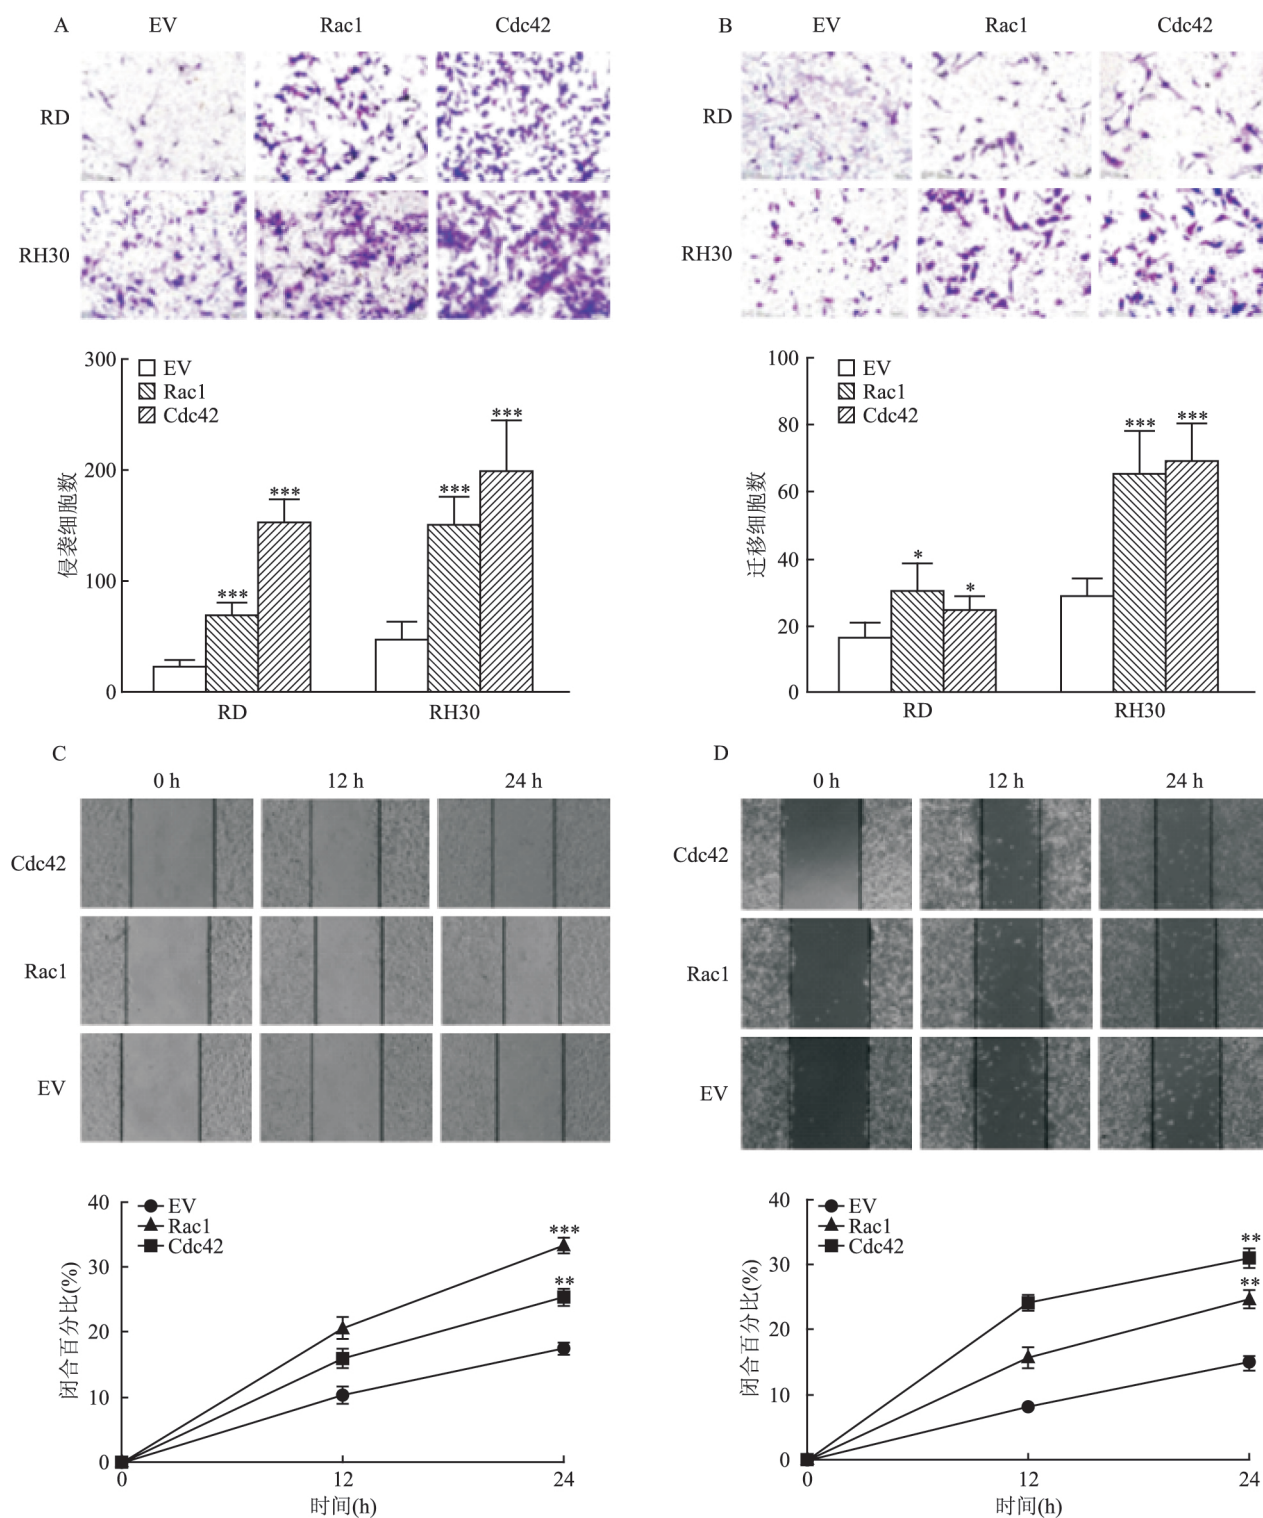 A
EV
Rac1
Cdc42
RD
RH30
300
200
100
0
侵袭细胞数
EV
Rac1
Cdc42
***
***
***
***
RD
RH30
B
EV
Rac1
Cdc42
RD
RH30
100
80
60
40
20
0
迁移细胞数
EV
Rac1
Cdc42
*
*
***
***
RD
RH30
C
0 h
12 h
24 h
Cdc42
Rac1
EV
40
30
20
10
0
闭合百分比(%)
EV
Rac1
Cdc42
***
**
0
12
24
时间(h)
D
0 h
12 h
24 h
Cdc42
Rac1
EV
40
30
20
10
0
闭合百分比(%)
EV
Rac1
Cdc42
**
**
0
12
24
时间(h)